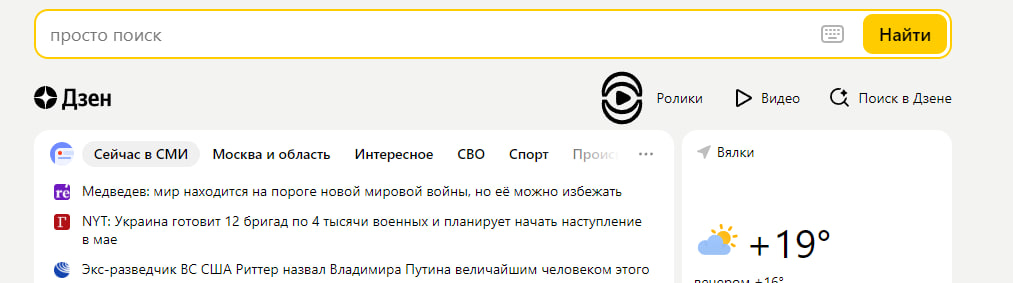 просто поиск
Найти
Дзен
Ролики
Видео
Поиск в Дзене
Сейчас в СМИ
Москва и область
Интересное
СВО
Спорт
Проис
Вялки
Медведев: мир находится на пороге новой мировой войны, но её можно избежать
NYT: Украина готовит 12 бригад по 4 тысячи военных и планирует начать наступление
в мае
Экс-разведчик ВС США Риттер назвал Владимира Путина величайшим человеком этого
+19°
вечером +16°